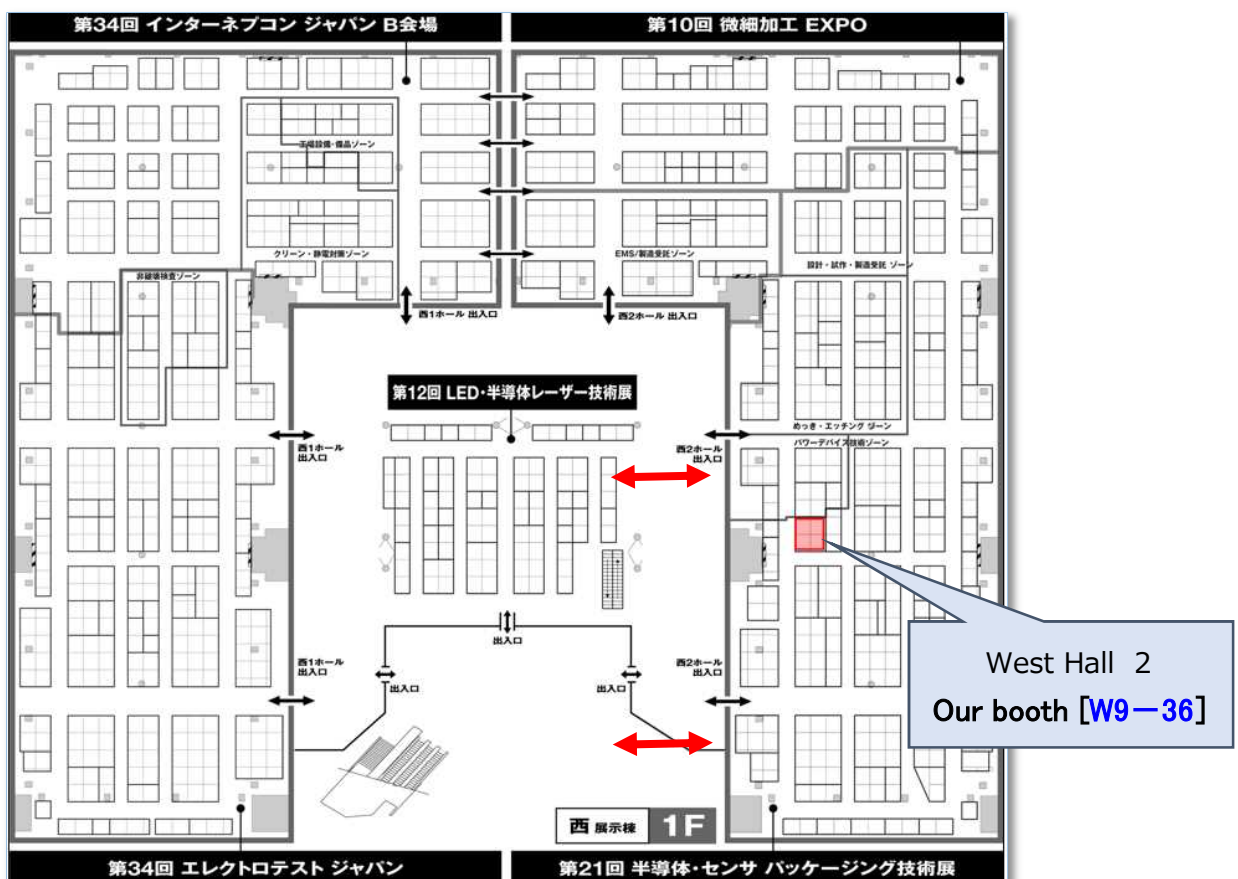 第34回 インターネプコン ジャパン B会場
第10回 微細加工 EXPO
工場設備・備品ゾーン
クリーン・静電対策ゾーン
EMS/製造受託ゾーン
設計・試作・製造受託 ゾーン
非破壊検査ゾーン
西1ホール 出入口
西2ホール 出入口
第12回 LED・半導体レーザー技術展
めっき・エッチング ゾーン
パワーデバイス技術ゾーン
西1ホール
出入口
西2ホール
出入口
出入口
西1ホール
出入口
出入口
出入口
西2ホール
出入口
West Hall 2
Our booth [W9－36]
西 展示棟 1F
第34回 エレクトロテスト ジャパン
第21回 半導体・センサ パッケージング技術展